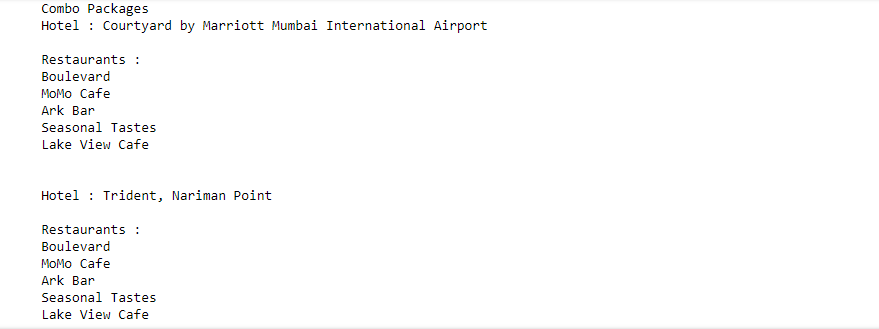 Combo Packages
Hotel : Courtyard by Marriott Mumbai International Airport
Restaurants :
Boulevard
MoMo Cafe
Ark Bar
Seasonal Tastes
Lake View Cafe
Hotel : Trident, Nariman Point
Restaurants :
Boulevard
MoMo Cafe
Ark Bar
Seasonal Tastes
Lake View Cafe